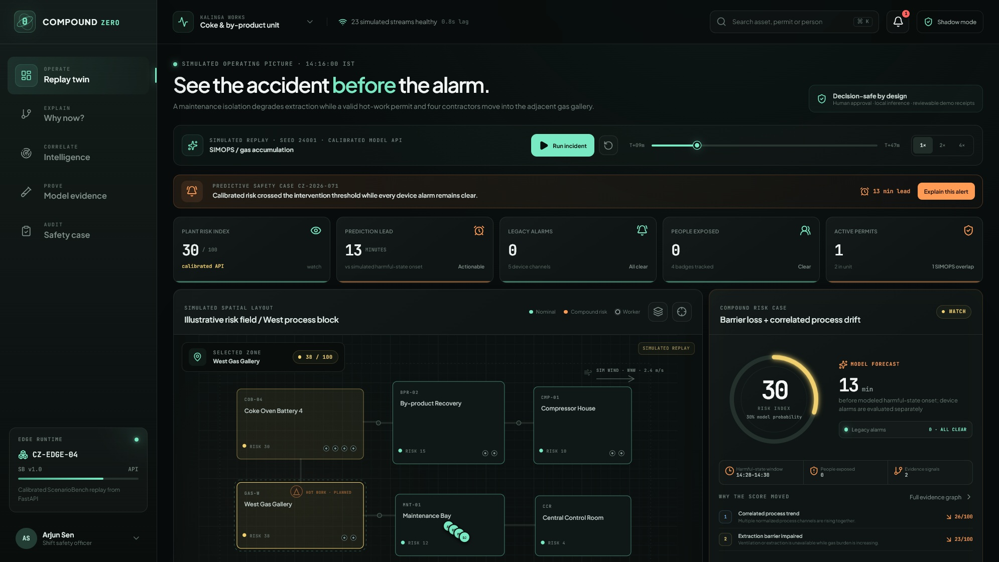 COMPOUND ZERO
KALINGA WORKS
Coke & by-product unit
23 simulated streams healthy 0.8s lag
Search asset, permit or person
⌘ K
1
Shadow mode
OPERATE
Replay twin
EXPLAIN
Why now?
CORRELATE
Intelligence
PROVE
Model evidence
AUDIT
Safety case
EDGE RUNTIME
CZ-EDGE-04
SB v1.0 API
Calibrated ScenarioBench replay from
FastAPI
AS
Arjun Sen
Shift safety officer
SIMULATED OPERATING PICTURE · 14:16:00 IST
See the accident before the alarm.
A maintenance isolation degrades extraction while a valid hot-work permit and four contractors move into the adjacent gas gallery.
Decision-safe by design
Human approval · local inference · reviewable demo receipts
SIMULATED REPLAY · SEED 24001 · CALIBRATED MODEL API
SIMOPS / gas accumulation
Run incident
T+09m
T+47m
1× 2× 4×
PREDICTIVE SAFETY CASE CZ-2026-071
Calibrated risk crossed the intervention threshold while every device alarm remains clear.
13 min lead
Explain this alert
PLANT RISK INDEX
30 / 100
calibrated API watch
PREDICTION LEAD
13 MINUTES
vs simulated harmful-state onset Actionable
LEGACY ALARMS
0
5 device channels All clear
PEOPLE EXPOSED
0
4 badges tracked Clear
ACTIVE PERMITS
1
2 in unit 1 SIMOPS overlap
SIMULATED SPATIAL LAYOUT
Illustrative risk field / West process block
Nominal Compound risk Worker
SELECTED ZONE
West Gas Gallery
38 / 100
SIMULATED REPLAY
SIM WIND · WNW · 2.4 m/s
COB-04
Coke Oven Battery 4
RISK 30
BPR-02
By-product Recovery
RISK 15
CMP-01
Compressor House
RISK 10
GAS-W
HOT WORK · PLANNED
West Gas Gallery
RISK 38
MNT-01
Maintenance Bay
DJ
RISK 12
CCR
Central Control Room
RISK 4
COMPOUND RISK CASE
Barrier loss + correlated process drift
WATCH
30
RISK INDEX
30% model probability
MODEL FORECAST
13 min
before modeled harmful-state onset; device
alarms are evaluated separately
Legacy alarms 0 · ALL CLEAR
Harmful-state window
14:28–14:30
People exposed
0
Evidence signals
2
WHY THE SCORE MOVED
Full evidence graph
1
Correlated process trend
Multiple normalized process channels are rising together.
26/100
2
Extraction barrier impaired
Ventilation or extraction is unavailable while gas burden is increasing.
23/100